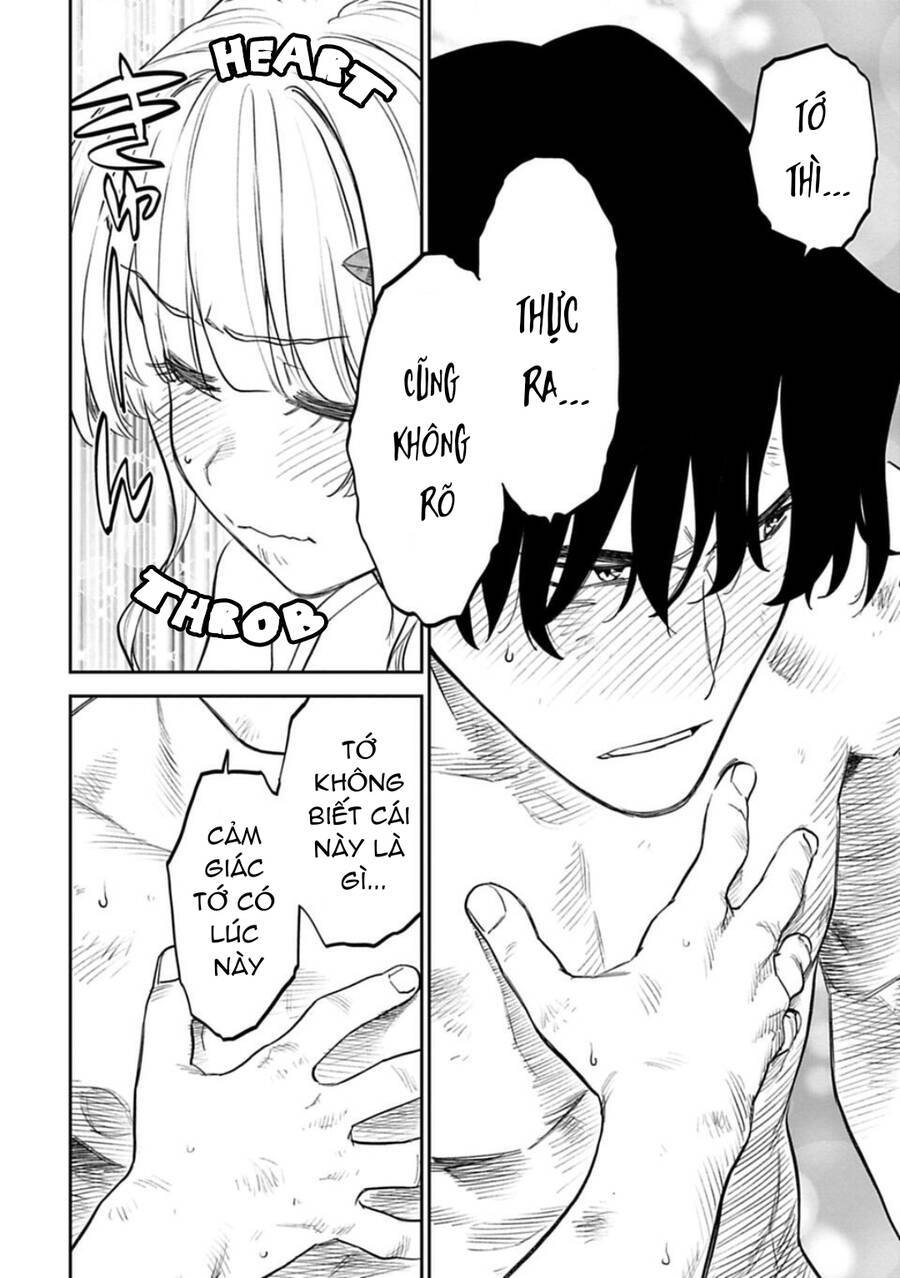 TỚ
THÌ...
THỰC
RA...
CŨNG
KHÔNG
RÕ
HEART
きゅん
THROB
TỚ
KHÔNG
BIẾT CÁI
NÀY LÀ
GÌ...
CẢM
GIÁC
TỚ CÓ
LÚC
NÀY